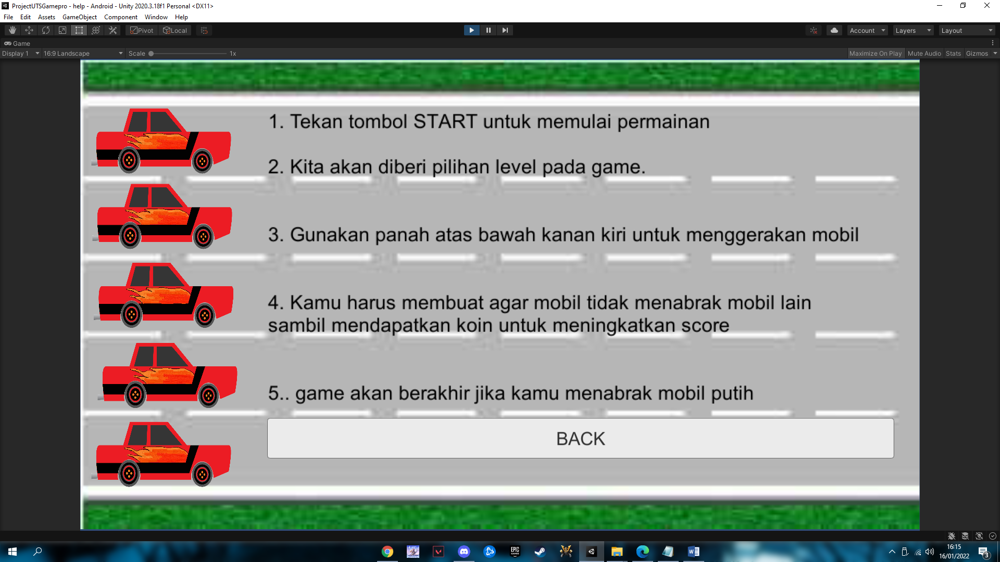 ProjectUTSGamepro - help - Android - Unity 2020.3.18f1 Personal <DX11>
File Edit Assets GameObject Component Window Help
Pivot Local Account Layers Layout
Game
Display 1 16:9 Landscape Scale 1x Maximize On Play Mute Audio Stats Gizmos
1. Tekan tombol START untuk memulai permainan
2. Kita akan diberi pilihan level pada game.
3. Gunakan panah atas bawah kanan kiri untuk menggerakan mobil
4. Kamu harus membuat agar mobil tidak menabrak mobil lain
sambil mendapatkan koin untuk meningkatkan score
5.. game akan berakhir jika kamu menabrak mobil putih
BACK
EPIC GAMES
16:15
16/01/2022
3